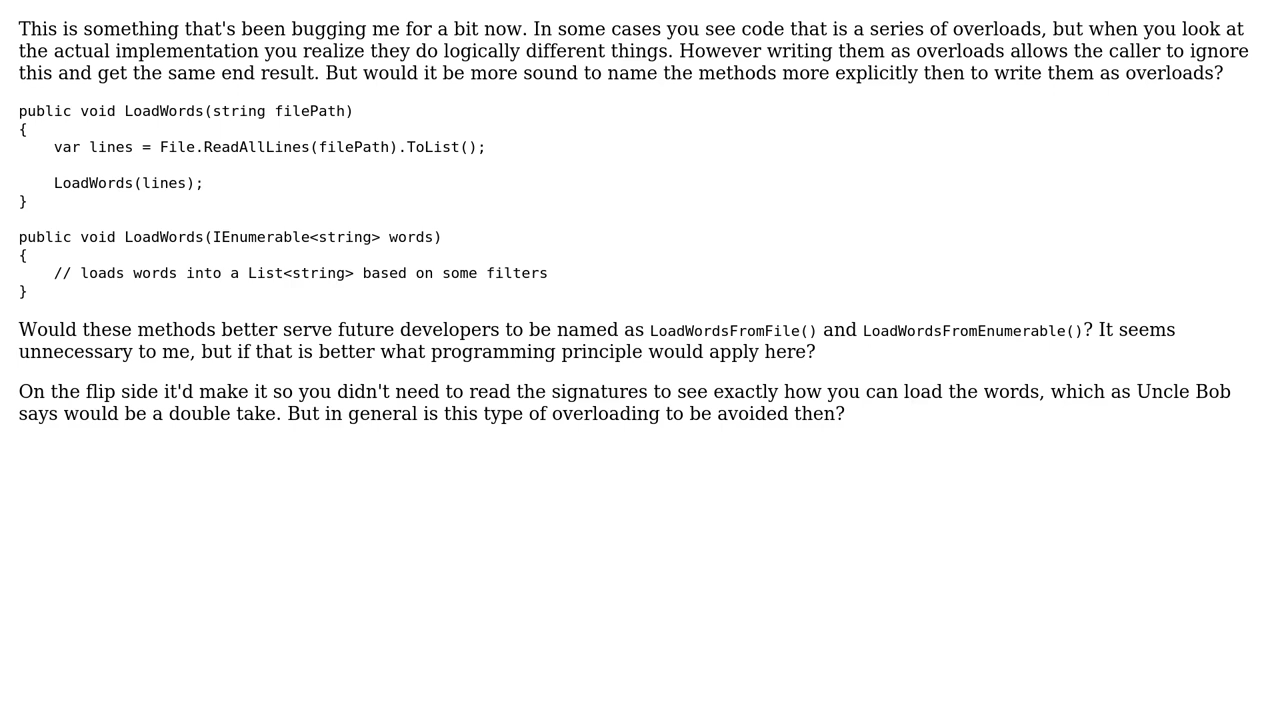 This is something that's been bugging me for a bit now. In some cases you see code that is a series of overloads, but when you look at
the actual implementation you realize they do logically different things. However writing them as overloads allows the caller to ignore
this and get the same end result. But would it be more sound to name the methods more explicitly then to write them as overloads?
public void LoadWords(string filePath)
{
    var lines = File.ReadAllLines(filePath).ToList();
    LoadWords(lines);
}
public void LoadWords(IEnumerable<string> words)
{
    // loads words into a List<string> based on some filters
}
Would these methods better serve future developers to be named as LoadWordsFromFile() and LoadWordsFromEnumerable()? It seems
unnecessary to me, but if that is better what programming principle would apply here?
On the flip side it'd make it so you didn't need to read the signatures to see exactly how you can load the words, which as Uncle Bob
says would be a double take. But in general is this type of overloading to be avoided then?